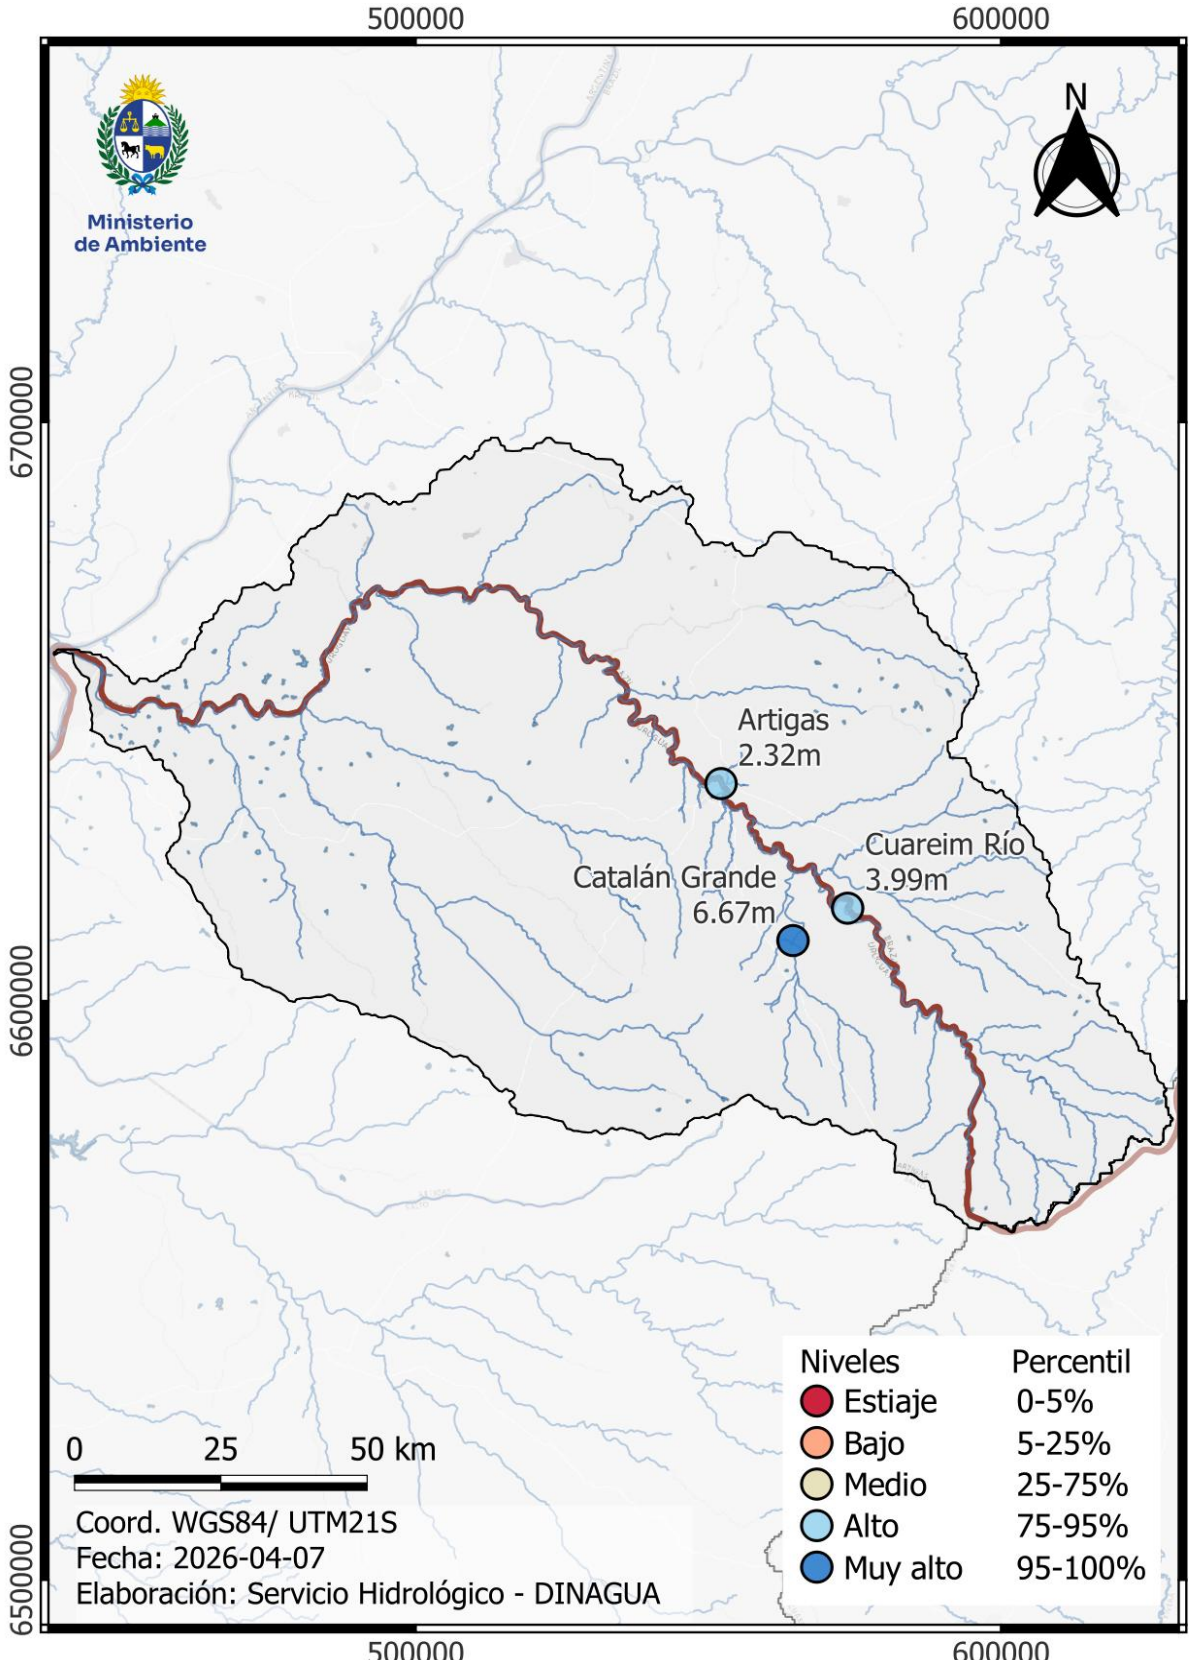 500000
600000
N
Ministerio
de Ambiente
ARGENTINA
BRASIL
6700000
Artigas
2.32m
Cuareim Río
3.99m
Catalán Grande
6.67m
6600000
Niveles Percentil
Estiaje 0-5%
Bajo 5-25%
Medio 25-75%
Alto 75-95%
Muy alto 95-100%
0 25 50 km
Coord. WGS84/ UTM21S
Fecha: 2026-04-07
Elaboración: Servicio Hidrológico - DINAGUA
6500000
500000
600000